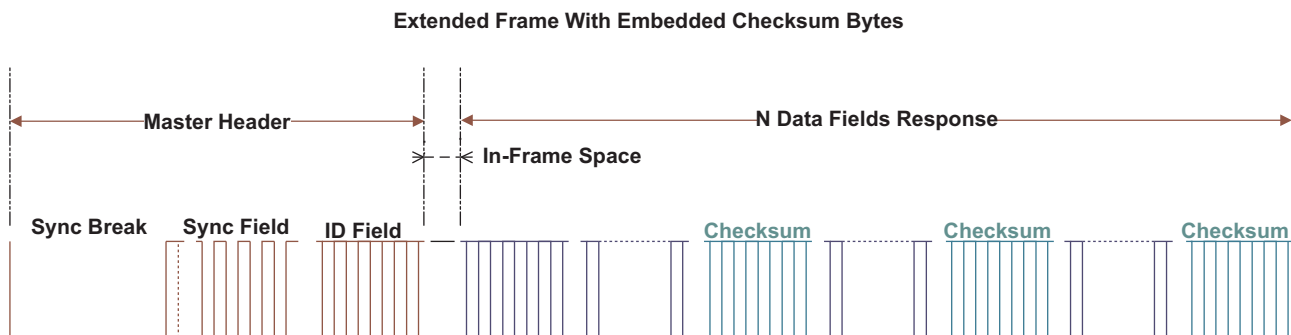 Extended Frame With Embedded Checksum Bytes
Master Header
N Data Fields Response
In-Frame Space
Sync Break
Sync Field
ID Field
Checksum
Checksum
Checksum